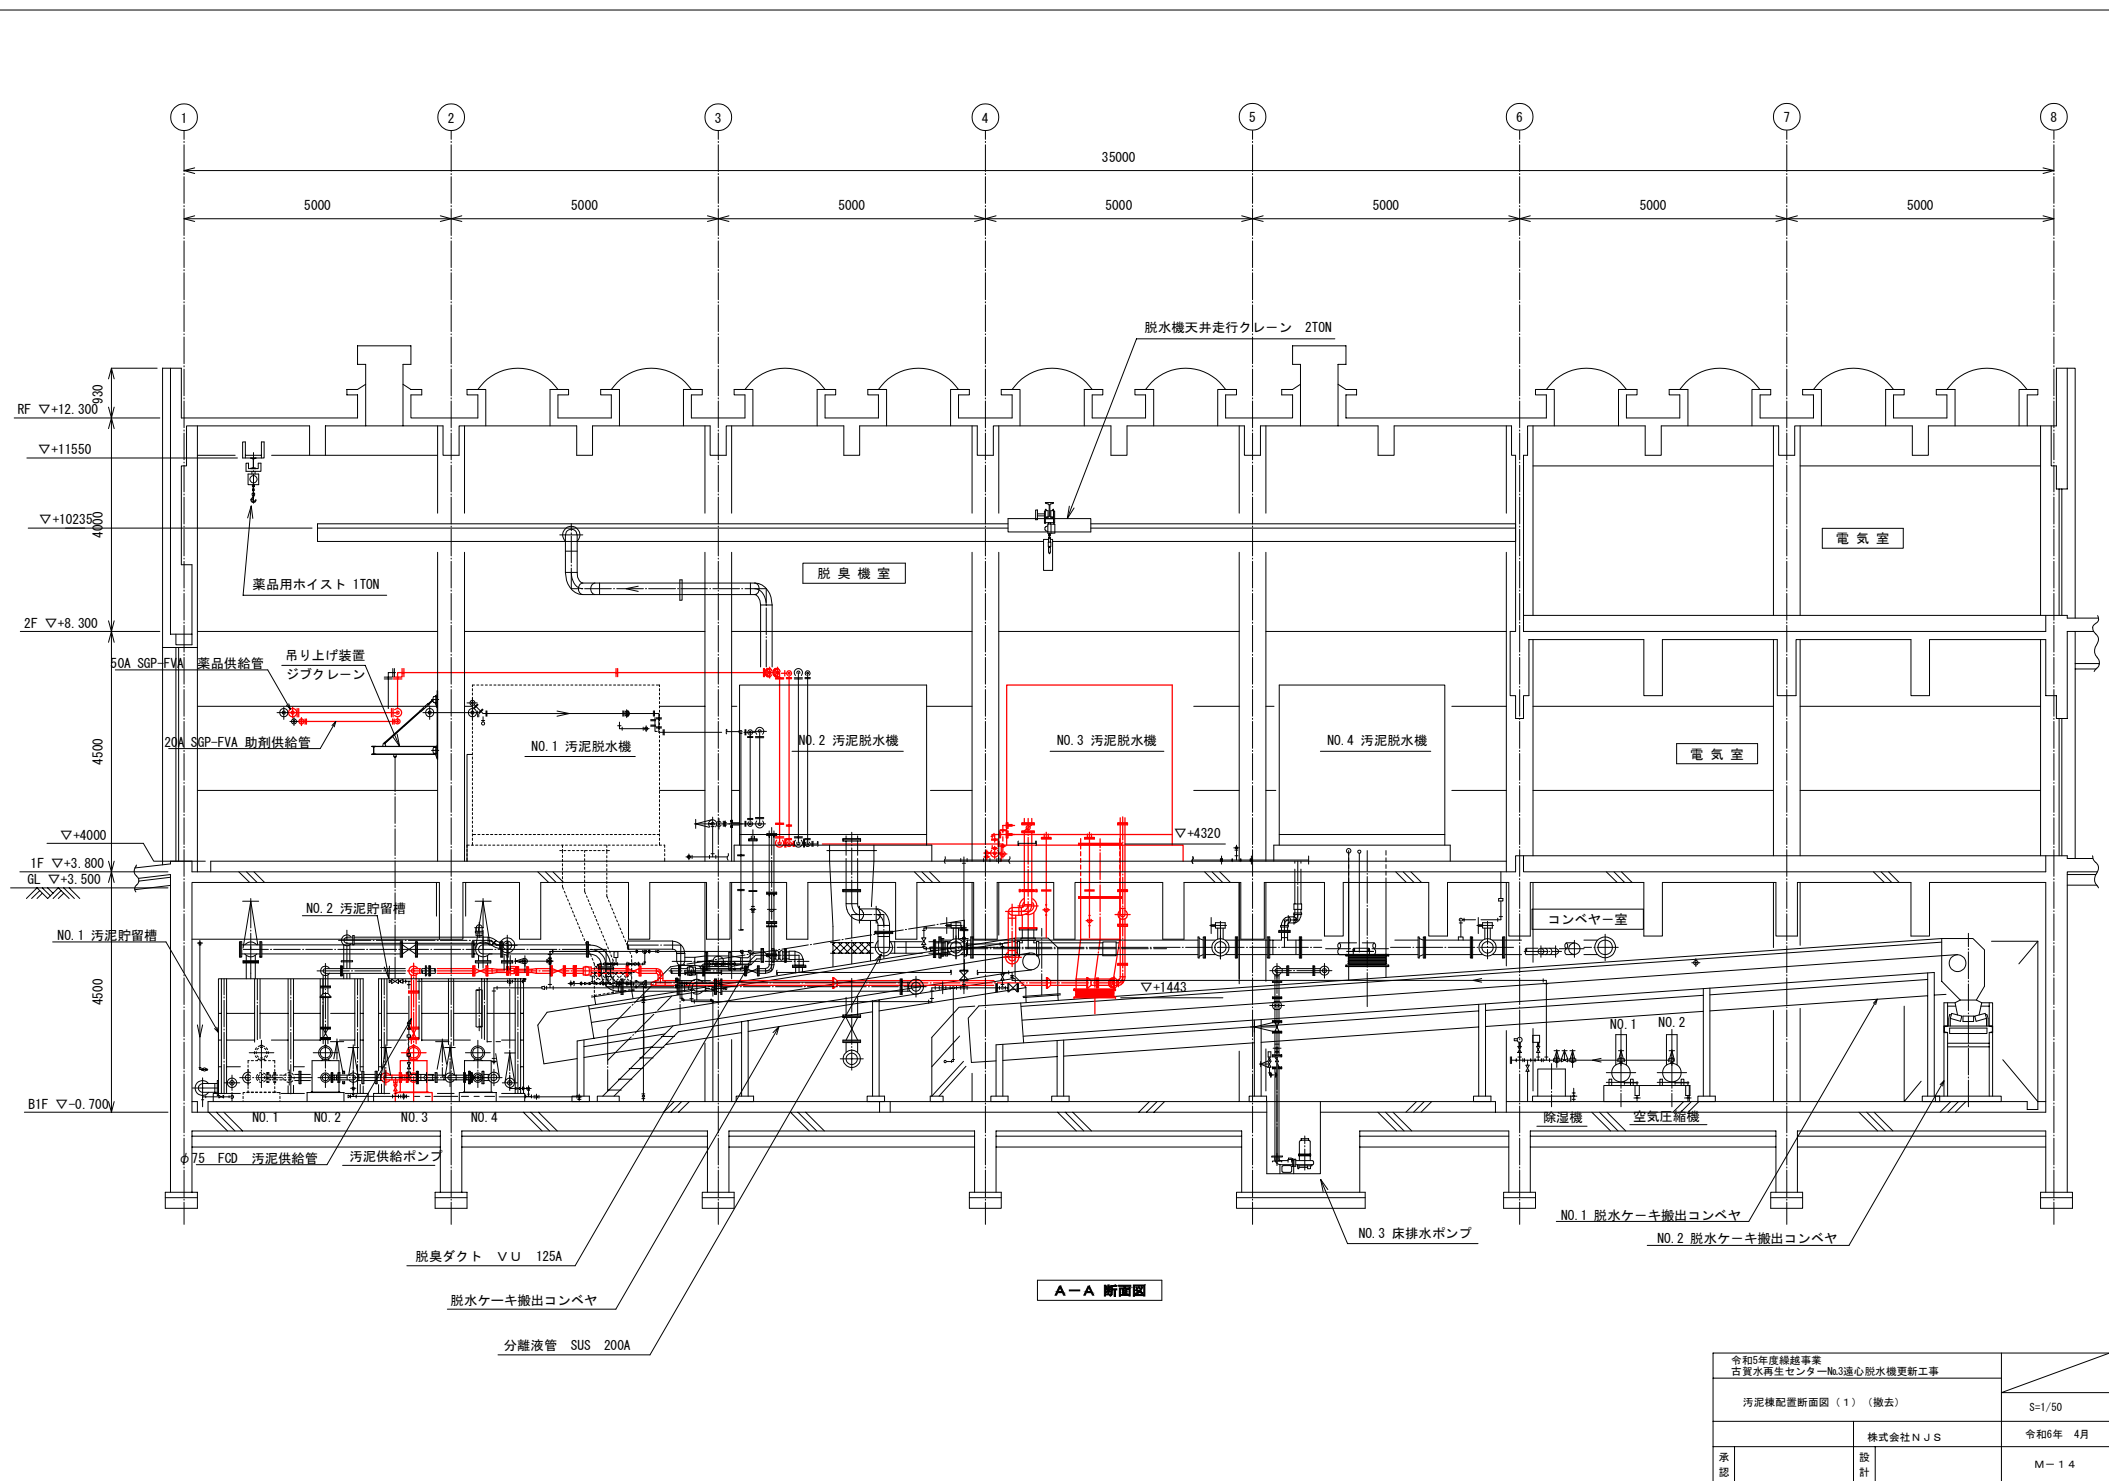 1
2
3
4
5
6
7
8
35000
5000
5000
5000
5000
5000
5000
5000
脱水機天井走行クレーン 2TON
930
RF ▽+12.300
▽+11550
▽+10235
4000
電気室
脱臭機室
薬品用ホイスト 1TON
2F ▽+8.300
50A SGP-FVA 薬品供給管
吊り上げ装置
ジブクレーン
20A SGP-FVA 助剤供給管
4500
NO.1 汚泥脱水機
NO.2 汚泥脱水機
NO.3 汚泥脱水機
NO.4 汚泥脱水機
電気室
▽+4000
▽+4320
1F ▽+3.800
GL ▽+3.500
NO.2 汚泥貯留槽
コンベヤー室
NO.1 汚泥貯留槽
4500
▽+1443
NO.1
NO.2
B1F ▽-0.700
NO.1
NO.2
NO.3
NO.4
除湿機
空気圧縮機
φ75 FCD 汚泥供給管
汚泥供給ポンプ
NO.1 脱水ケーキ搬出コンベヤ
NO.3 床排水ポンプ
NO.2 脱水ケーキ搬出コンベヤ
脱臭ダクト VU 125A
脱水ケーキ搬出コンベヤ
A-A 断面図
分離液管 SUS 200A
令和5年度繰越事業
古賀水再生センター№3遠心脱水機更新工事
汚泥棟配置断面図(1)(撤去)
S=1/50
株式会社NJS
令和6年 4月
承認
設計
M-14